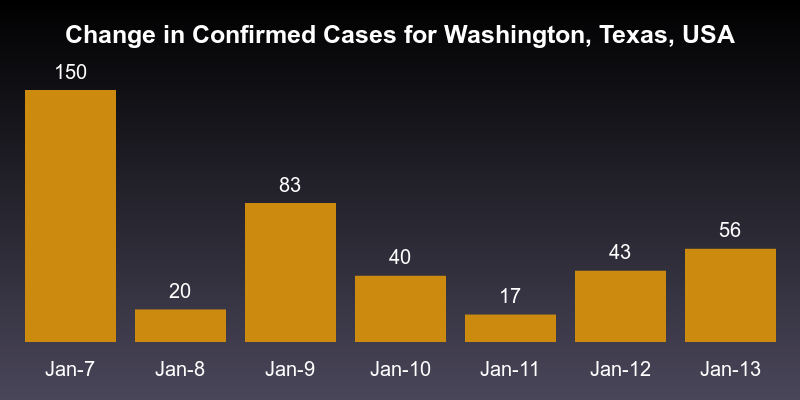 Change in Confirmed Cases for Washington, Texas, USA
150
20
83
40
17
43
56
Jan-7
Jan-8
Jan-9
Jan-10
Jan-11
Jan-12
Jan-13